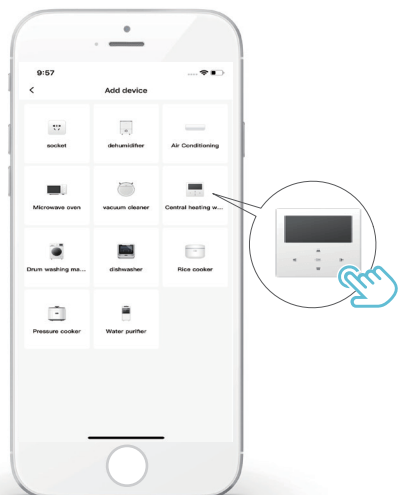 9:57
Add device
socket
dehumidifier
Air Conditioning
Microwave oven
vacuum cleaner
Central heating w...
Drum washing ma...
dishwasher
Rice cooker
Pressure cooker
Water purifier